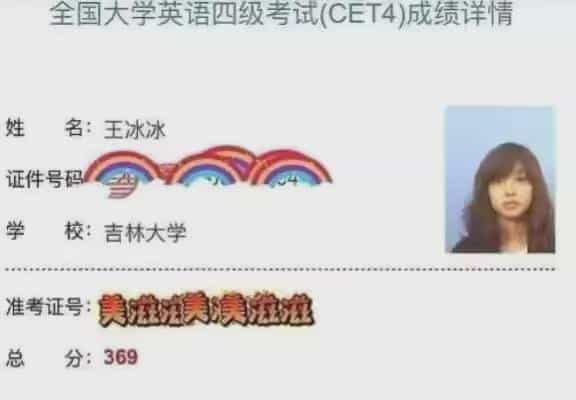 全国大学英语四级考试(CET4)成绩详情
姓 名：王冰冰
证件号码
学 校：吉林大学
准考证号：美滋滋美美滋滋
总 分：369